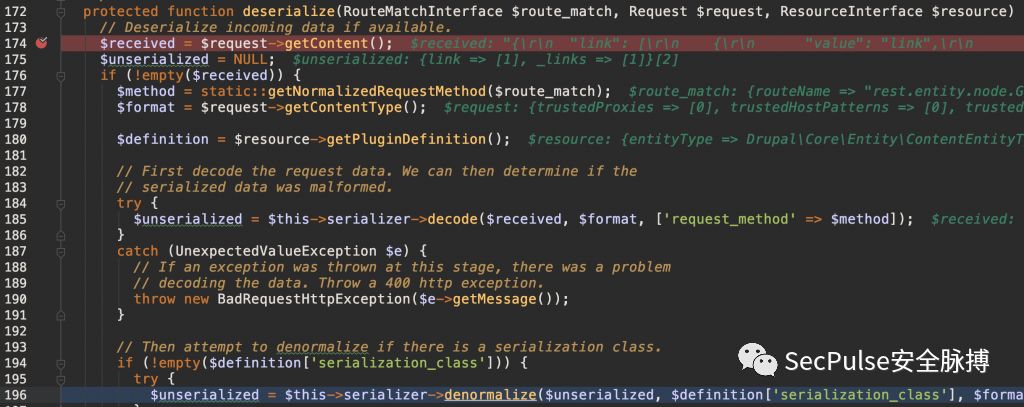 172 protected function deserialize(RouteMatchInterface $route_match, Request $request, ResourceInterface $resource)
173 // Deserialize incoming data if available.
174 $received = $request->getContent(); $received: "{\r\n "link": [\r\n {\r\n "value": "link",\r\n
175 $unserialized = NULL; $unserialized: {link => [1], _links => [1]}[2]
176 if (!empty($received)) {
177 $method = static::getNormalizedRequestMethod($route_match); $route_match: {routeName => "rest.entity.node.G
178 $format = $request->getContentType(); $request: {trustedProxies => [0], trustedHostPatterns => [0], trusted
179
180 $definition = $resource->getPluginDefinition(); $resource: {entityType => Drupal\Core\Entity\ContentEntityT
181
182 // First decode the request data. We can then determine if the
183 // serialized data was malformed.
184 try {
185 $unserialized = $this->serializer->decode($received, $format, ['request_method' => $method]); $received:
186 }
187 catch (UnexpectedValueException $e) {
188 // If an exception was thrown at this stage, there was a problem
189 // decoding the data. Throw a 400 http exception.
190 throw new BadRequestHttpException($e->getMessage());
191 }
192
193 // Then attempt to denormalize if there is a serialization class.
194 if (!empty($definition['serialization_class'])) {
195 try {
196 $unserialized = $this->serializer->denormalize($unserialized, $definition['serialization_class'], $forma
SecPulse安全脉搏